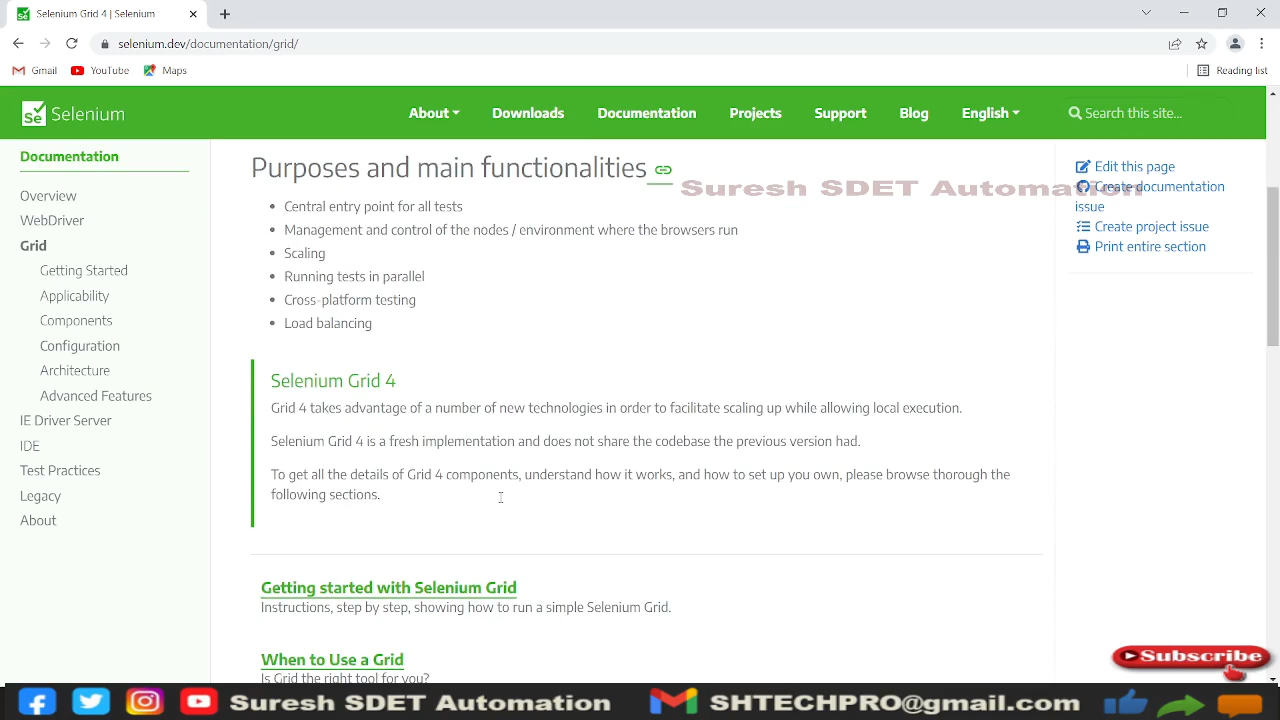 Selenium Grid 4 | Selenium
selenium.dev/documentation/grid/
Gmail YouTube Maps Reading list
Se Selenium About Downloads Documentation Projects Support Blog English Search this site...
Documentation
Overview
WebDriver
Grid
Getting Started
Applicability
Components
Configuration
Architecture
Advanced Features
IE Driver Server
IDE
Test Practices
Legacy
About
Purposes and main functionalities
Suresh SDET Automation
• Central entry point for all tests
• Management and control of the nodes / environment where the browsers run
• Scaling
• Running tests in parallel
• Cross-platform testing
• Load balancing
Selenium Grid 4
Grid 4 takes advantage of a number of new technologies in order to facilitate scaling up while allowing local execution.
Selenium Grid 4 is a fresh implementation and does not share the codebase the previous version had.
To get all the details of Grid 4 components, understand how it works, and how to set up you own, please browse thorough the
following sections.
Getting started with Selenium Grid
Instructions, step by step, showing how to run a simple Selenium Grid.
When to Use a Grid
Is Grid the right tool for you?
Edit this page
Create documentation
issue
Create project issue
Print entire section
Subscribe
Suresh SDET Automation SHTECHPRO@gmail.com